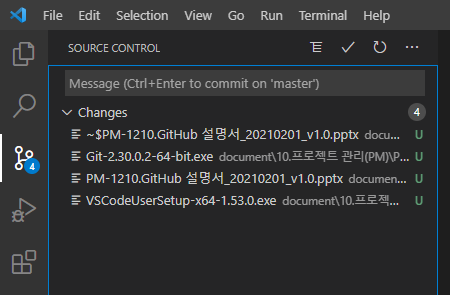 File Edit Selection View Go Run Terminal Help
SOURCE CONTROL
Message (Ctrl+Enter to commit on 'master')
Changes 4
~$PM-1210.GitHub 설명서_20210201_v1.0.pptx docu... U
Git-2.30.0.2-64-bit.exe document\10.프로젝트 관리(PM)\P... U
PM-1210.GitHub 설명서_20210201_v1.0.pptx documen... U
VSCodeUserSetup-x64-1.53.0.exe document\10.프로젝... U
4